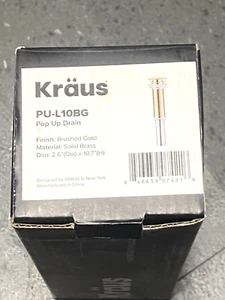 Kräus
PU-L10BG
Pop Up Drain
Finish: Brushed Gold
Material: Solid Brass
Dim: 2.6"(Dia) x 10.7"(H)
Designed by KRAUS in New York
Manufactured in China
Kraus